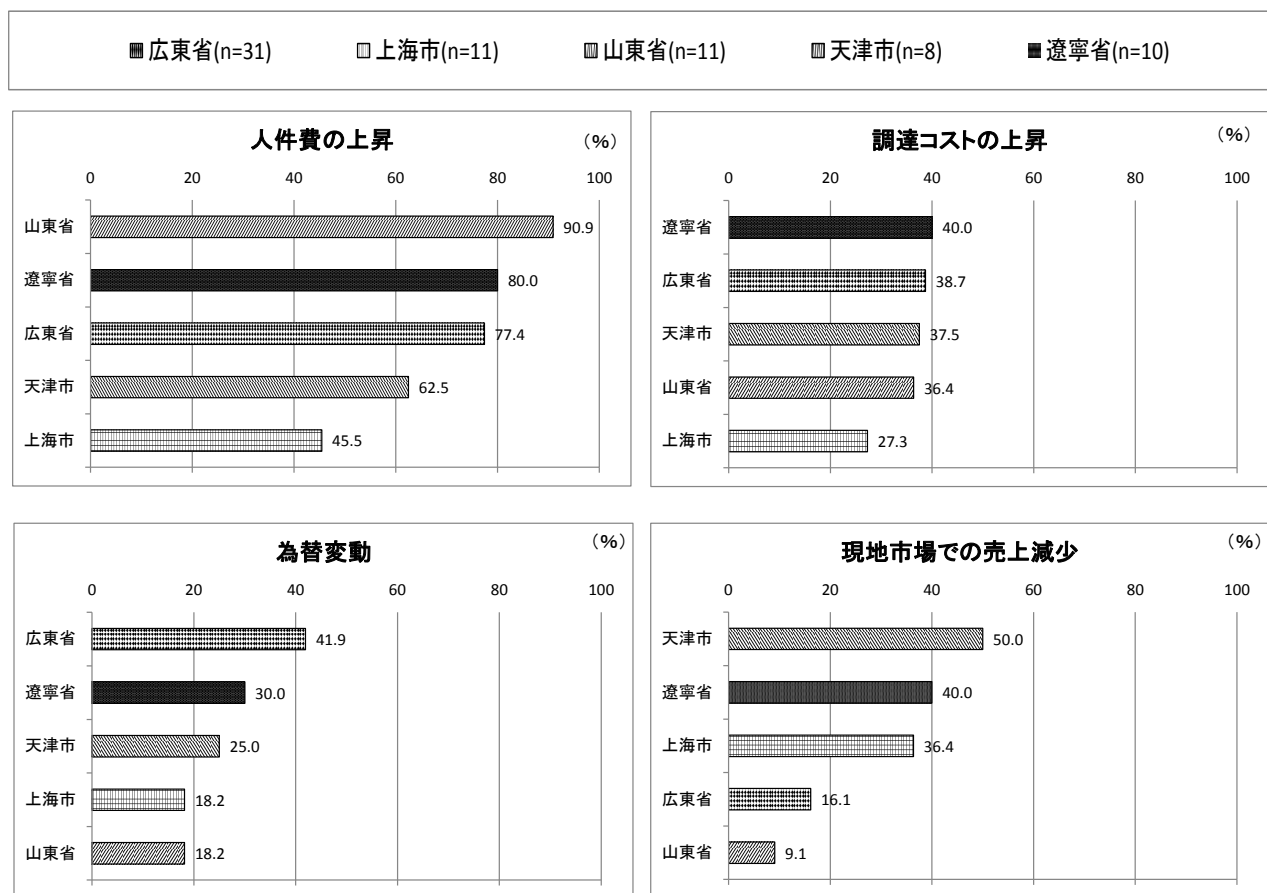 広東省(n=31) 上海市(n=11) 山東省(n=11) 天津市(n=8) 遼寧省(n=10)
人件費の上昇 (%)
0 20 40 60 80 100
山東省 90.9
遼寧省 80.0
広東省 77.4
天津市 62.5
上海市 45.5
調達コストの上昇 (%)
0 20 40 60 80 100
遼寧省 40.0
広東省 38.7
天津市 37.5
山東省 36.4
上海市 27.3
為替変動 (%)
0 20 40 60 80 100
広東省 41.9
遼寧省 30.0
天津市 25.0
上海市 18.2
山東省 18.2
現地市場での売上減少 (%)
0 20 40 60 80 100
天津市 50.0
遼寧省 40.0
上海市 36.4
広東省 16.1
山東省 9.1